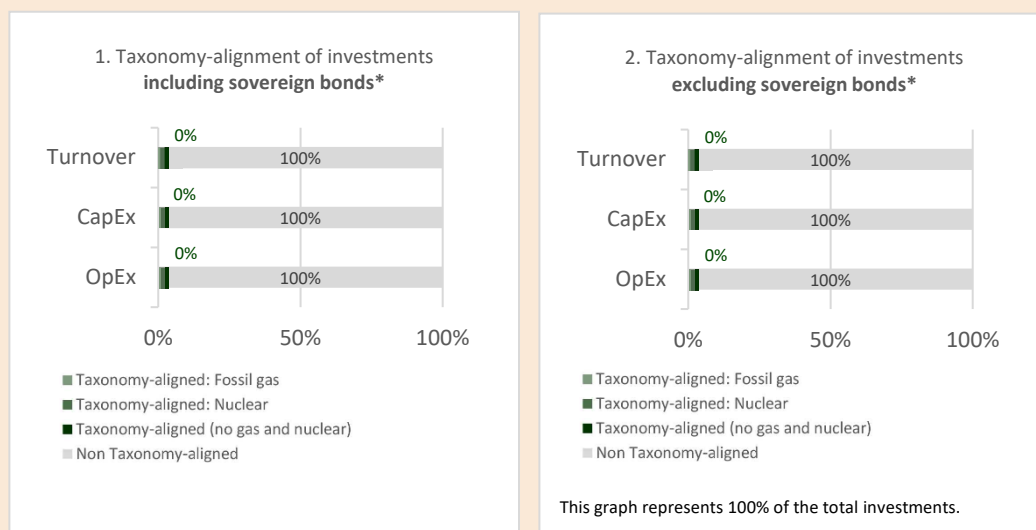 1. Taxonomy-alignment of investments
including sovereign bonds*
0%
Turnover
100%
0%
CapEx
100%
0%
OpEx
100%
0%
50%
100%
Taxonomy-aligned: Fossil gas
Taxonomy-aligned: Nuclear
Taxonomy-aligned (no gas and nuclear)
Non Taxonomy-aligned
2. Taxonomy-alignment of investments
excluding sovereign bonds*
0%
Turnover
100%
0%
CapEx
100%
0%
OpEx
100%
0%
50%
100%
Taxonomy-aligned: Fossil gas
Taxonomy-aligned: Nuclear
Taxonomy-aligned (no gas and nuclear)
Non Taxonomy-aligned
This graph represents 100% of the total investments.